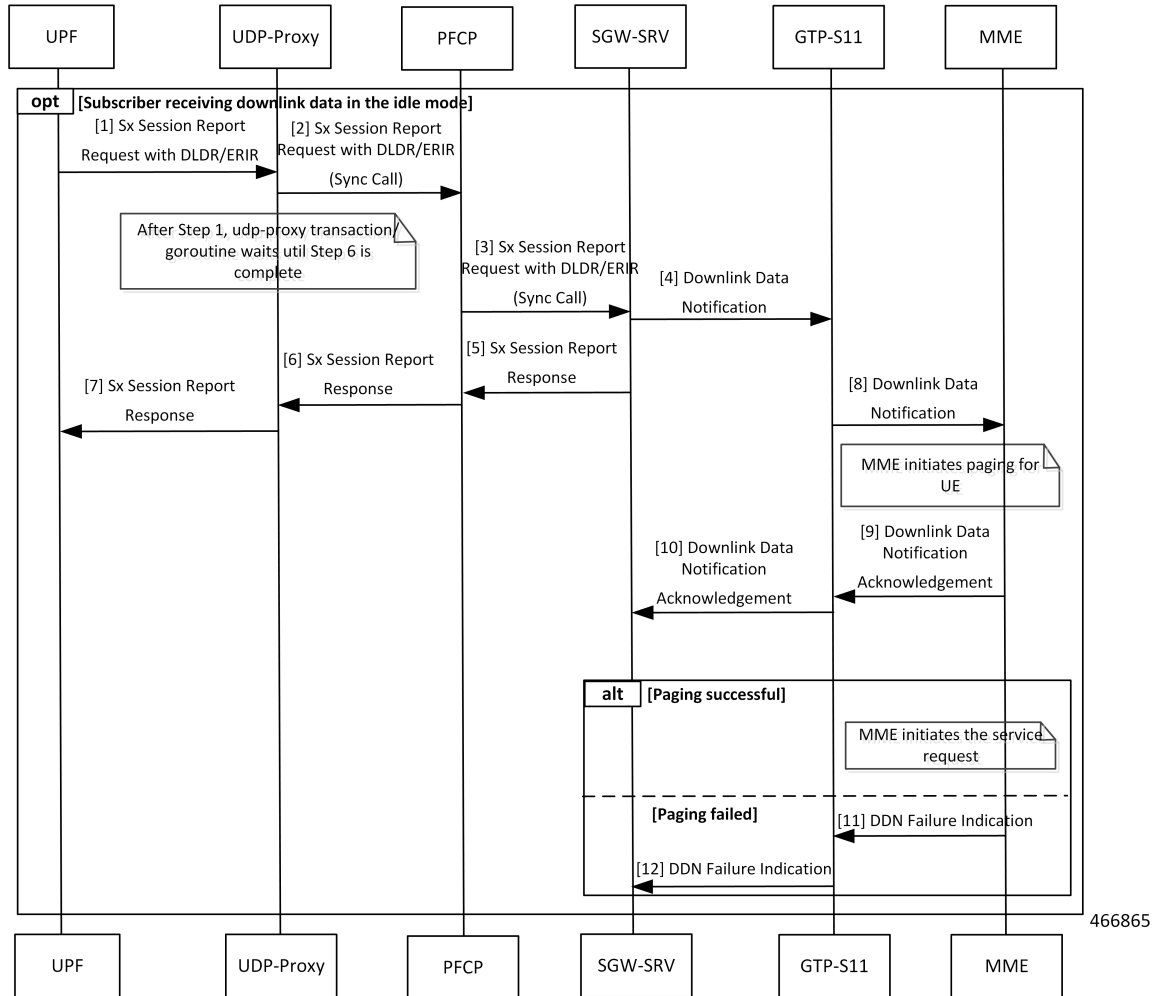 UPF
UDP-Proxy
PFCP
SGW-SRV
GTP-S11
MME
opt
[Subscriber receiving downlink data in the idle mode]
[1] Sx Session Report
Request with DLDR/ERIR
[2] Sx Session Report
Request with DLDR/ERIR
(Sync Call)
After Step 1, udp-proxy transaction/
goroutine waits util Step 6 is
complete
[3] Sx Session Report
Request with DLDR/ERIR
(Sync Call)
[4] Downlink Data
Notification
[5] Sx Session Report
Response
[6] Sx Session Report
Response
[7] Sx Session Report
Response
[8] Downlink Data
Notification
MME initiates paging for
UE
[9] Downlink Data
Notification
Acknowledgement
[10] Downlink Data
Notification
Acknowledgement
alt
[Paging successful]
MME initiates the service
request
[Paging failed]
[11] DDN Failure Indication
[12] DDN Failure Indication
466865
UPF
UDP-Proxy
PFCP
SGW-SRV
GTP-S11
MME